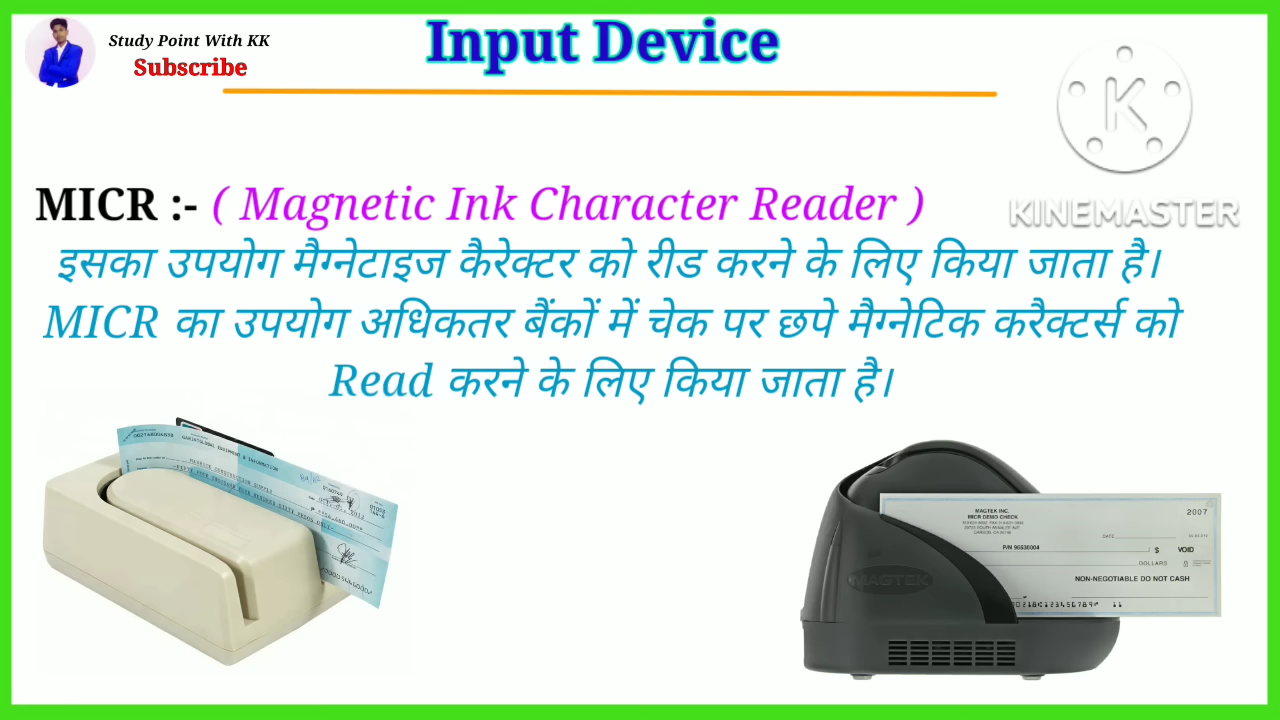 Study Point With KK
Subscribe
Input Device
KINEMASTER
MICR :- ( Magnetic Ink Character Reader )
इसका उपयोग मैग्नेटाइज कैरेक्टर को रीड करने के लिए किया जाता है।
MICR का उपयोग अधिकतर बैंकों में चेक पर छपे मैग्नेटिक करैक्टर्स को
Read करने के लिए किया जाता है।
MAGTEK
MAGTEK INC.
MICR DEMO CHECK
2007
DATE
P/N 96530004
$ VOID
DOLLARS
NON-NEGOTIABLE DO NOT CASH